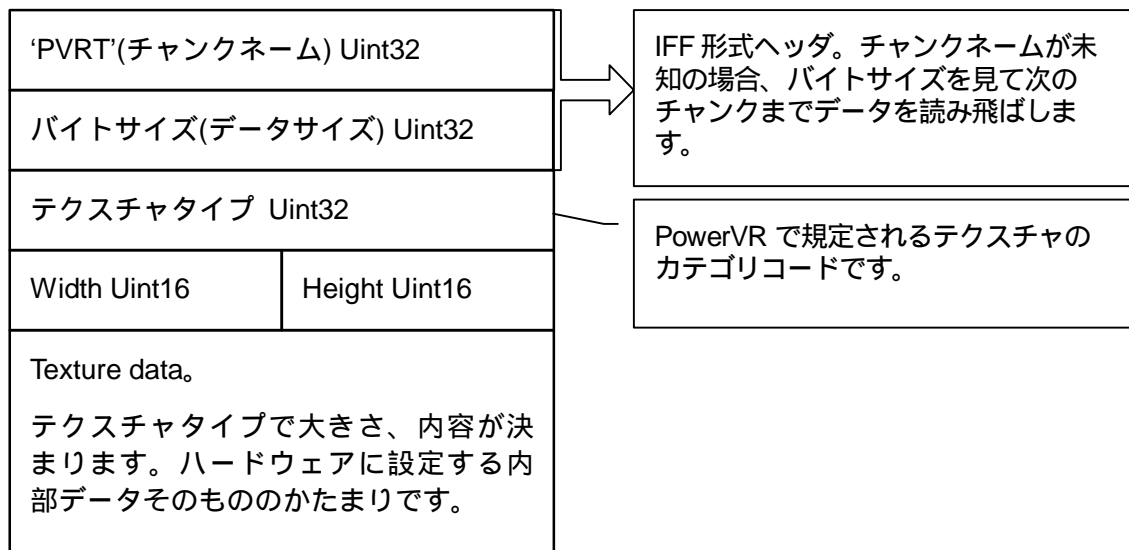 ‘PVRT’(チャンクネーム) Uint32
バイトサイズ(データサイズ) Uint32
テクスチャタイプ Uint32
Width Uint16
Height Uint16
Texture data。
テクスチャタイプで大きさ、内容が決
まります。ハードウェアに設定する内
部データそのもののかたまりです。
IFF 形式ヘッダ。チャンクネームが未
知の場合、バイトサイズを見て次の
チャンクまでデータを読み飛ばしま
す。
PowerVR で規定されるテクスチャの
カテゴリコードです。